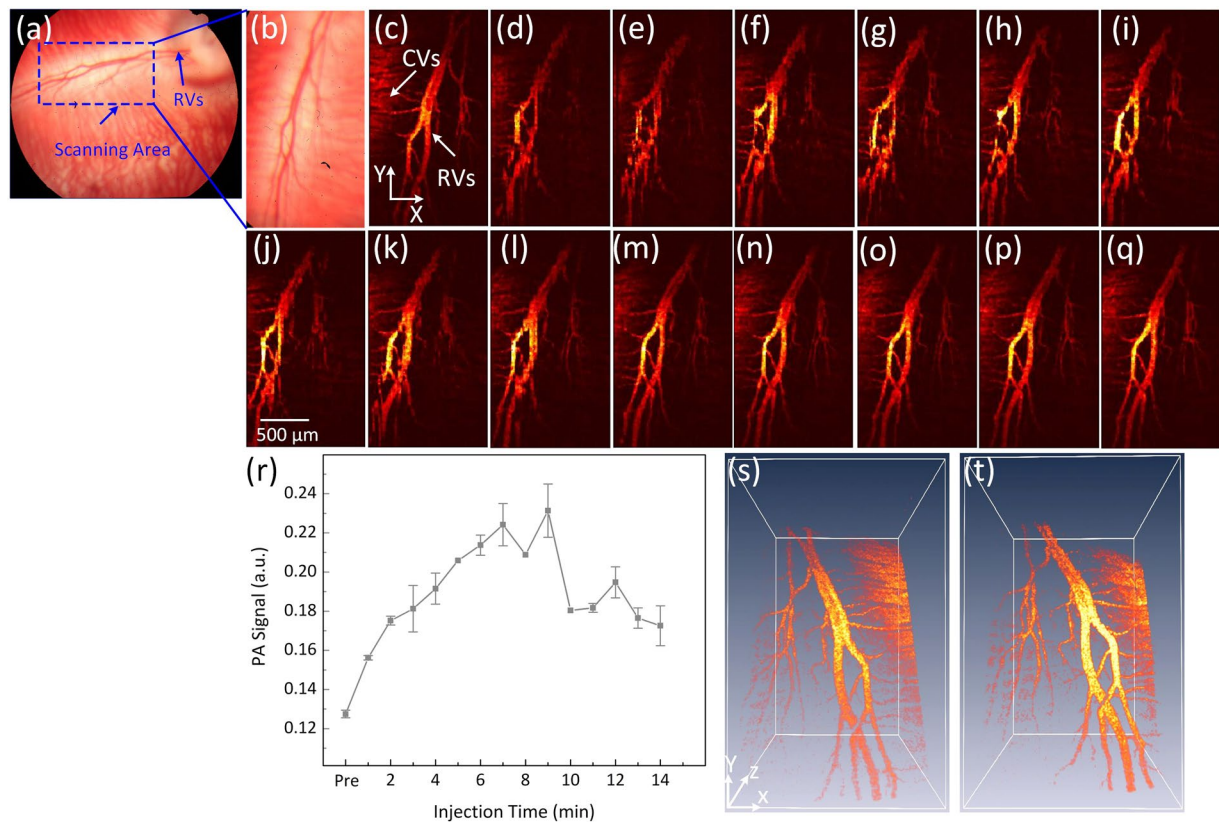 (a)
RVs
Scanning Area
(b)
(c)
CVs
RVs
Y
X
(d)
(e)
(f)
(g)
(h)
(i)
(j)
500 µm
(k)
(l)
(m)
(n)
(o)
(p)
(q)
(r)
PA Signal (a.u.)
0.24
0.22
0.20
0.18
0.16
0.14
0.12
Pre 2 4 6 8 10 12 14
Injection Time (min)
(s)
Y
Z
X
(t)